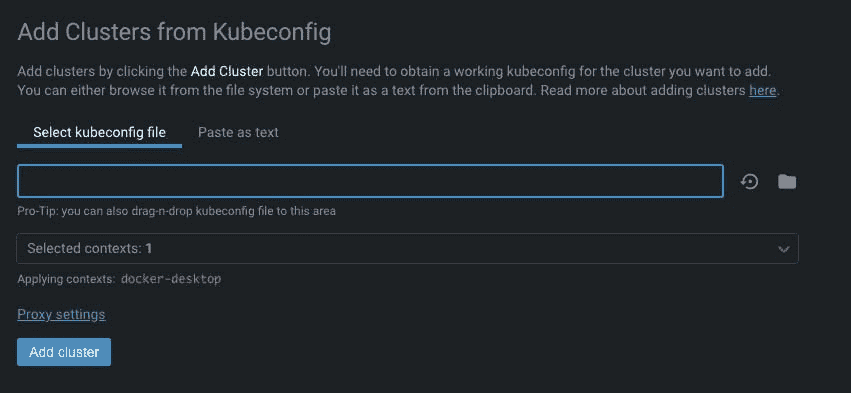 Add Clusters from Kubeconfig
Add clusters by clicking the Add Cluster button. You'll need to obtain a working kubeconfig for the cluster you want to add.
You can either browse it from the file system or paste it as a text from the clipboard. Read more about adding clusters here.
Select kubeconfig file Paste as text
Pro-Tip: you can also drag-n-drop kubeconfig file to this area
Selected contexts: 1
Applying contexts: docker-desktop
Proxy settings
Add cluster